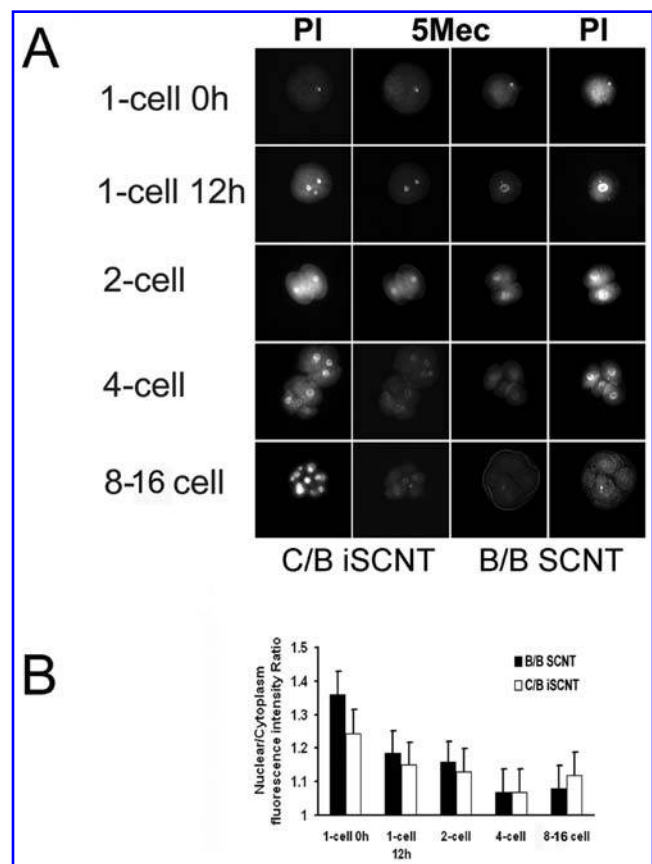 A
PI 5Mec PI
1-cell 0h
1-cell 12h
2-cell
4-cell
8-16 cell
C/B iSCNT B/B SCNT
B
Nuclear/Cytoplasm
fluorescence intensity Ratio
1.5
1.4
1.3
1.2
1.1
1
B/B SCNT
C/B iSCNT
1-cell 0h 1-cell 2-cell 4-cell 8-16 cell
12h